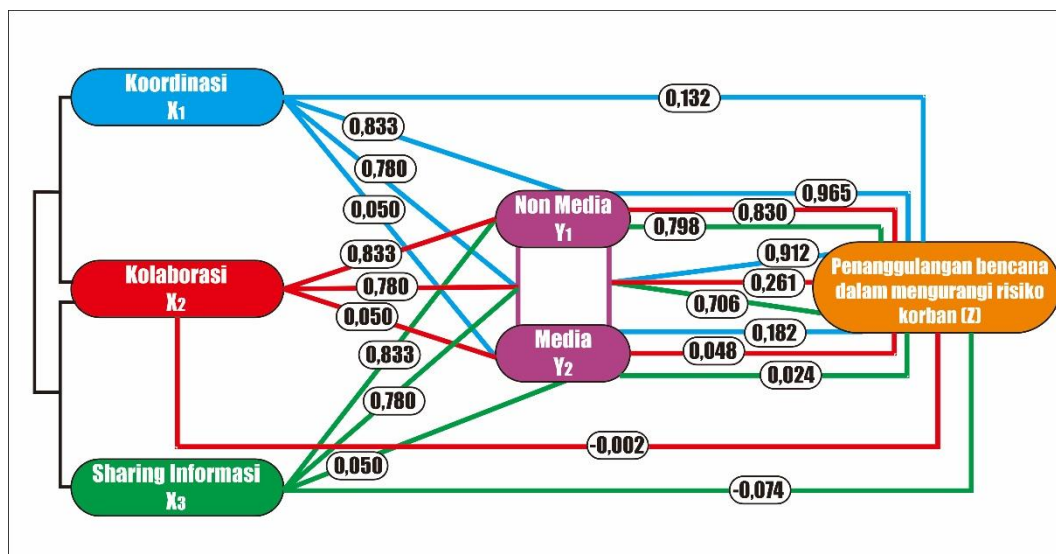 Koordinasi
X1
0,132
0,833
0,780
0,050
Non Media
Y1
0,965
0,830
0,798
Kolaborasi
X2
0,833
0,780
0,050
0,912
0,261
0,706
Penanggulangan bencana
dalam mengurangi risiko
korban (Z)
Media
Y2
0,182
0,048
0,024
0,833
0,780
0,050
-0,002
Sharing Informasi
X3
-0,074